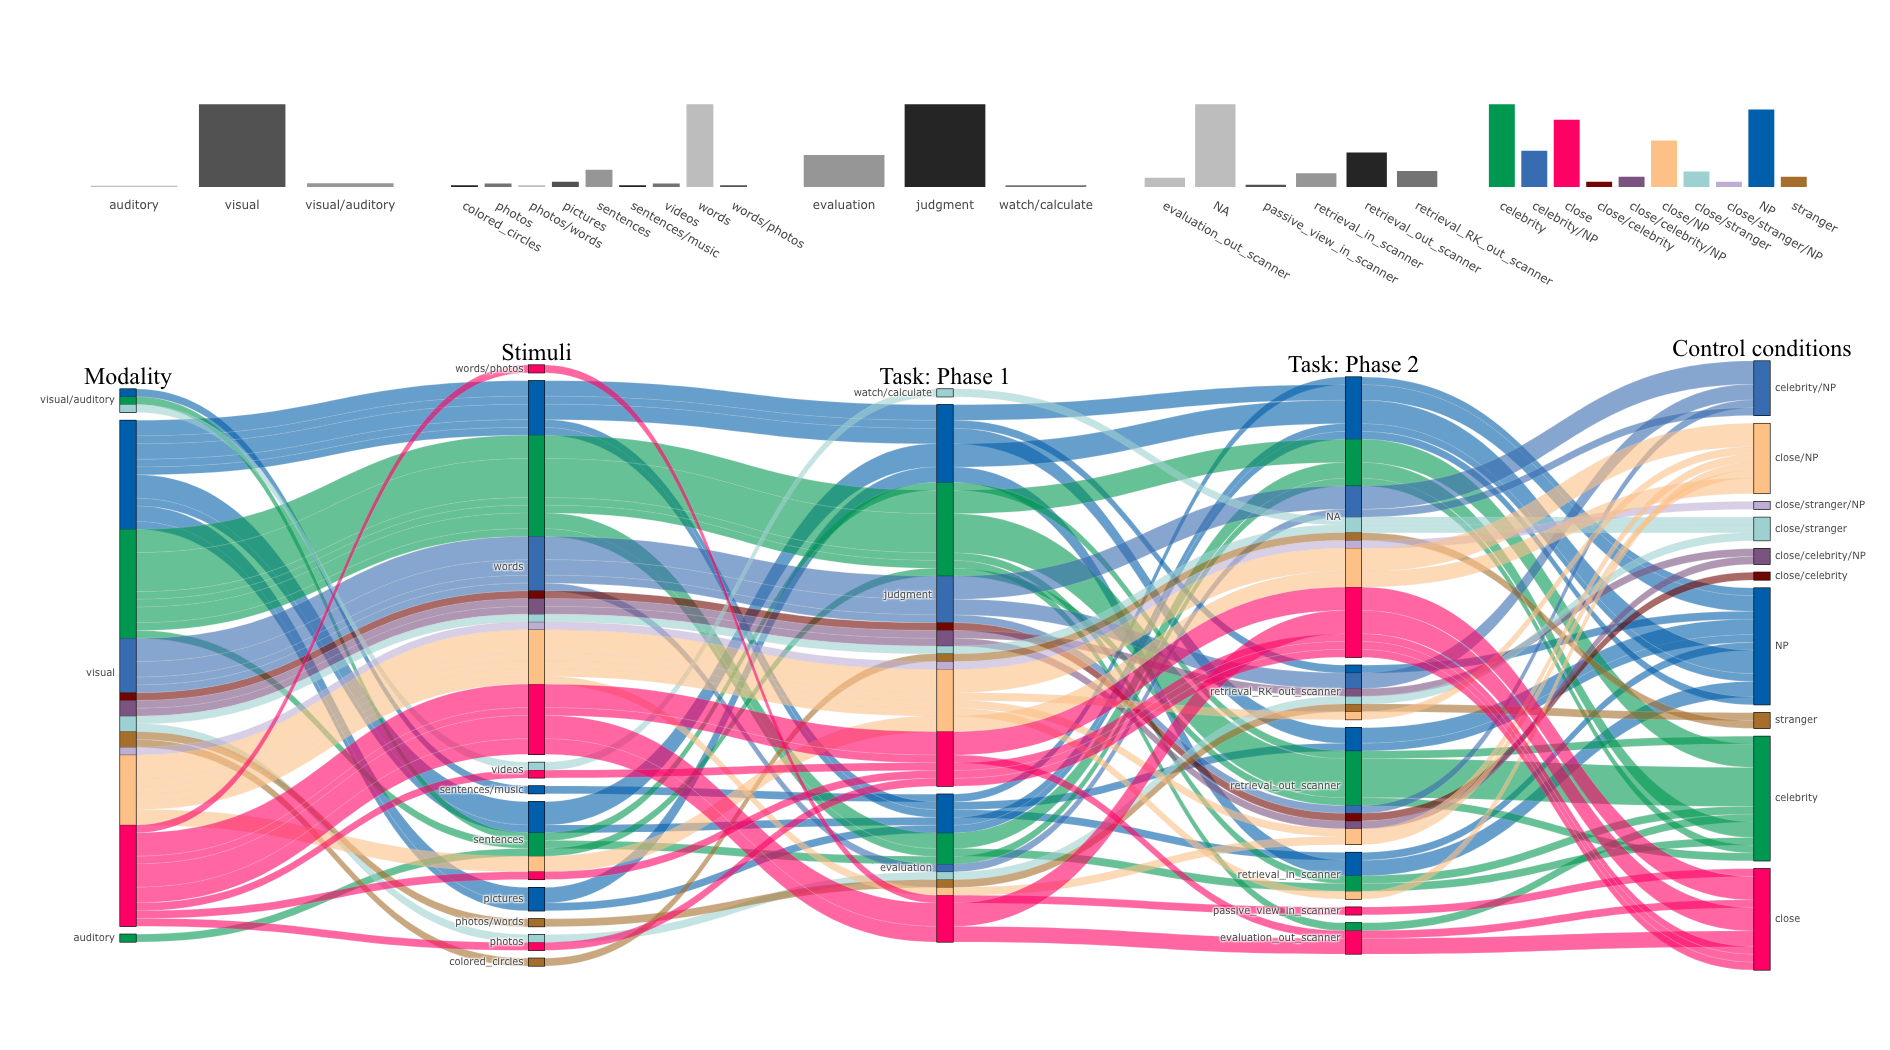 auditory
visual
visual/auditory
colored_circles
photos
photos/words
pictures
sentences
sentences/music
videos
words
words/photos
evaluation
judgment
watch/calculate
evaluation_out_scanner
NA
passive_view_in_scanner
retrieval_in_scanner
retrieval_out_scanner
retrieval_RK_out_scanner
celebrity
celebrity/NP
close
close/celebrity
close/celebrity/NP
close/NP
close/stranger
close/stranger/NP
NP
stranger
Modality
visual/auditory
visual
auditory
Stimuli
words/photos
words
videos
sentences/music
sentences
pictures
photos/words
photos
colored_circles
Task: Phase 1
watch/calculate
judgment
evaluation
Task: Phase 2
NA
retrieval_RK_out_scanner
retrieval_out_scanner
retrieval_in_scanner
passive_view_in_scanner
evaluation_out_scanner
Control conditions
celebrity/NP
close/NP
close/stranger/NP
close/stranger
close/celebrity/NP
close/celebrity
NP
stranger
celebrity
close